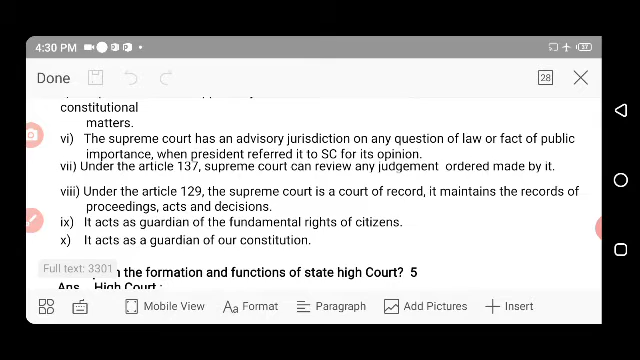 4:30 PM 37
Done 28
constitutional
matters.
vi) The supreme court has an advisory jurisdiction on any question of law or fact of public
importance, when president referred it to SC for its opinion.
vii) Under the article 137, supreme court can review any judgement ordered made by it.
viii) Under the article 129, the supreme court is a court of record, it maintains the records of
proceedings, acts and decisions.
ix) It acts as guardian of the fundamental rights of citizens.
x) It acts as a guardian of our constitution.
Full text: 3301
the formation and functions of state high Court? 5
Ans High Court :
Mobile View Format Paragraph Add Pictures Insert